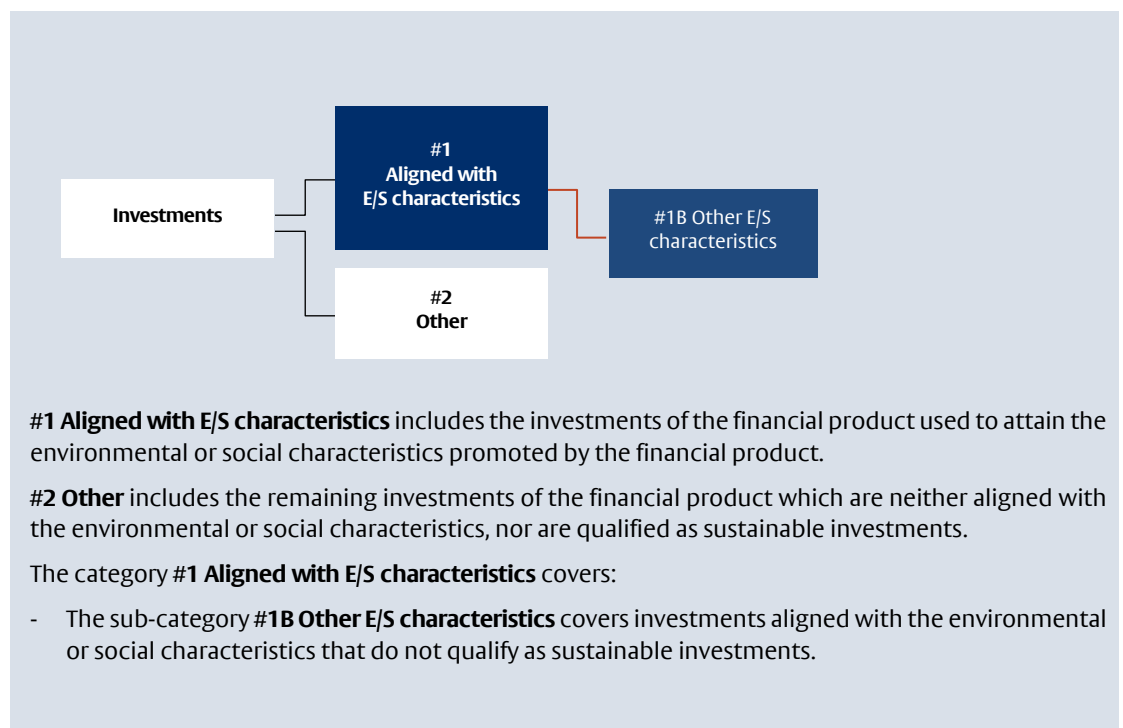 #1
Aligned with
E/S characteristics
Investments
#1B Other E/S
characteristics
#2
Other
#1 Aligned with E/S characteristics includes the investments of the financial product used to attain the
environmental or social characteristics promoted by the financial product.
#2 Other includes the remaining investments of the financial product which are neither aligned with
the environmental or social characteristics, nor are qualified as sustainable investments.
The category #1 Aligned with E/S characteristics covers:
- The sub-category #1B Other E/S characteristics covers investments aligned with the environmental
or social characteristics that do not qualify as sustainable investments.